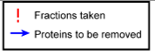 ! Fractions taken
Proteins to be removed